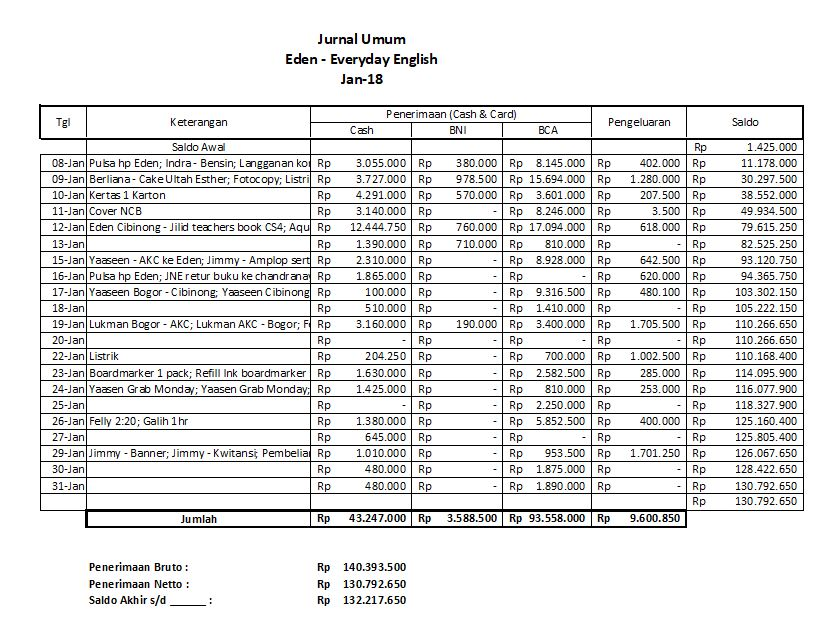 Jurnal Umum
Eden - Everyday English
Jan-18
Tgl Keterangan Penerimaan (Cash & Card) Pengeluaran Saldo
Cash BNI BCA
Saldo Awal Rp 1.425.000
08-Jan Pulsa hp Eden; Indra - Bensin; Langganan kor Rp 3.055.000 Rp 380.000 Rp 8.145.000 Rp 402.000 Rp 11.178.000
09-Jan Berliana - Cake Ultah Esther; Fotocopy; Listri Rp 3.727.000 Rp 978.500 Rp 15.694.000 Rp 1.280.000 Rp 30.297.500
10-Jan Kertas 1 Karton Rp 4.291.000 Rp 570.000 Rp 3.601.000 Rp 207.500 Rp 38.552.000
11-Jan Cover NCB Rp 3.140.000 Rp - Rp 8.246.000 Rp 3.500 Rp 49.934.500
12-Jan Eden Cibinong - Jilid teachers book CS4; Aqu Rp 12.444.750 Rp 760.000 Rp 17.094.000 Rp 618.000 Rp 79.615.250
13-Jan Rp 1.390.000 Rp 710.000 Rp 810.000 Rp - Rp 82.525.250
15-Jan Yaaseen - AKC ke Eden; Jimmy - Amplop sert Rp 2.310.000 Rp - Rp 8.928.000 Rp 642.500 Rp 93.120.750
16-Jan Pulsa hp Eden; JNE retur buku ke chandranav Rp 1.865.000 Rp - Rp - Rp 620.000 Rp 94.365.750
17-Jan Yaaseen Bogor - Cibinong; Yaaseen Cibinong Rp 100.000 Rp - Rp 9.316.500 Rp 480.100 Rp 103.302.150
18-Jan Rp 510.000 Rp - Rp 1.410.000 Rp - Rp 105.222.150
19-Jan Lukman Bogor - AKC; Lukman AKC - Bogor; Fe Rp 3.160.000 Rp 190.000 Rp 3.400.000 Rp 1.705.500 Rp 110.266.650
20-Jan Rp - Rp - Rp - Rp - Rp 110.266.650
22-Jan Listrik Rp 204.250 Rp - Rp 700.000 Rp 1.002.500 Rp 110.168.400
23-Jan Boardmarker 1 pack; Refill Ink boardmarker Rp 1.630.000 Rp - Rp 2.582.500 Rp 285.000 Rp 114.095.900
24-Jan Yaasen Grab Monday; Yaasen Grab Monday; Rp 1.425.000 Rp - Rp 810.000 Rp 253.000 Rp 116.077.900
25-Jan Rp - Rp - Rp 2.250.000 Rp - Rp 118.327.900
26-Jan Felly 2:20; Galih 1hr Rp 1.380.000 Rp - Rp 5.852.500 Rp 400.000 Rp 125.160.400
27-Jan Rp 645.000 Rp - Rp - Rp - Rp 125.805.400
29-Jan Jimmy - Banner; Jimmy - Kwitansi; Pembelian Rp 1.010.000 Rp - Rp 953.500 Rp 1.701.250 Rp 126.067.650
30-Jan Rp 480.000 Rp - Rp 1.875.000 Rp - Rp 128.422.650
31-Jan Rp 480.000 Rp - Rp 1.890.000 Rp - Rp 130.792.650
Rp 130.792.650
Jumlah Rp 43.247.000 Rp 3.588.500 Rp 93.558.000 Rp 9.600.850
Penerimaan Bruto : Rp 140.393.500
Penerimaan Netto : Rp 130.792.650
Saldo Akhir s/d ______ : Rp 132.217.650